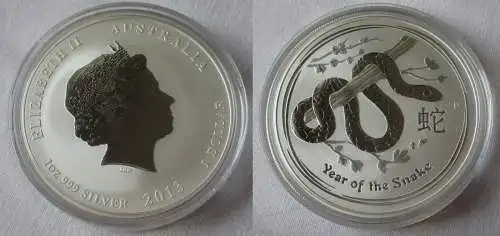 ELIZABETH II AUSTRALIA 1 DOLLAR
1oz 999 SILVER 2013
蛇
P
Year of the Snake